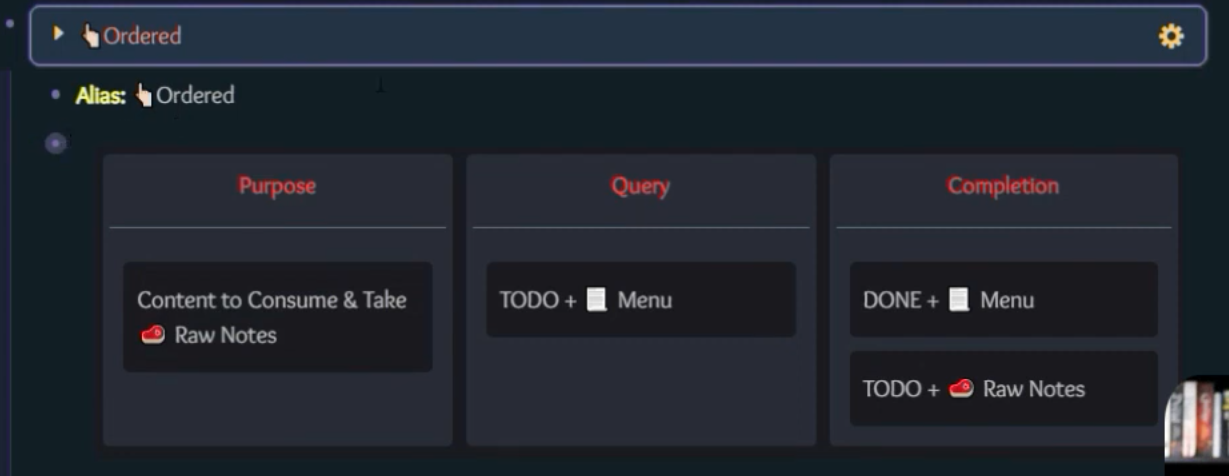 👆Ordered
Alias: 👆Ordered
Purpose
Query
Completion
Content to Consume & Take
🥩 Raw Notes
TODO + 📃 Menu
DONE + 📃 Menu
TODO + 🥩 Raw Notes